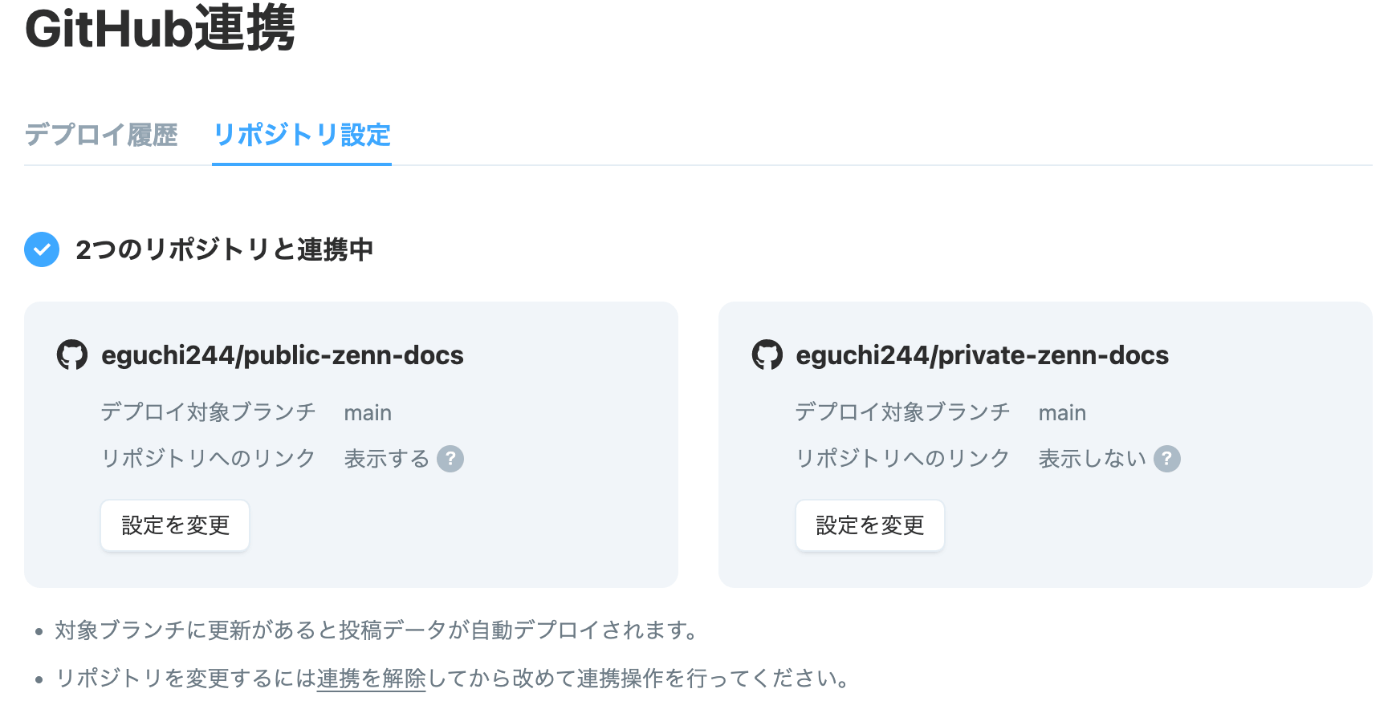 GitHub連携
デプロイ履歴 リポジトリ設定
2つのリポジトリと連携中
eguchi244/public-zenn-docs
デプロイ対象ブランチ main
リポジトリへのリンク 表示する ?
設定を変更
eguchi244/private-zenn-docs
デプロイ対象ブランチ main
リポジトリへのリンク 表示しない ?
設定を変更
• 対象ブランチに更新があると投稿データが自動デプロイされます。
• リポジトリを変更するには連携を解除してから改めて連携操作を行ってください。